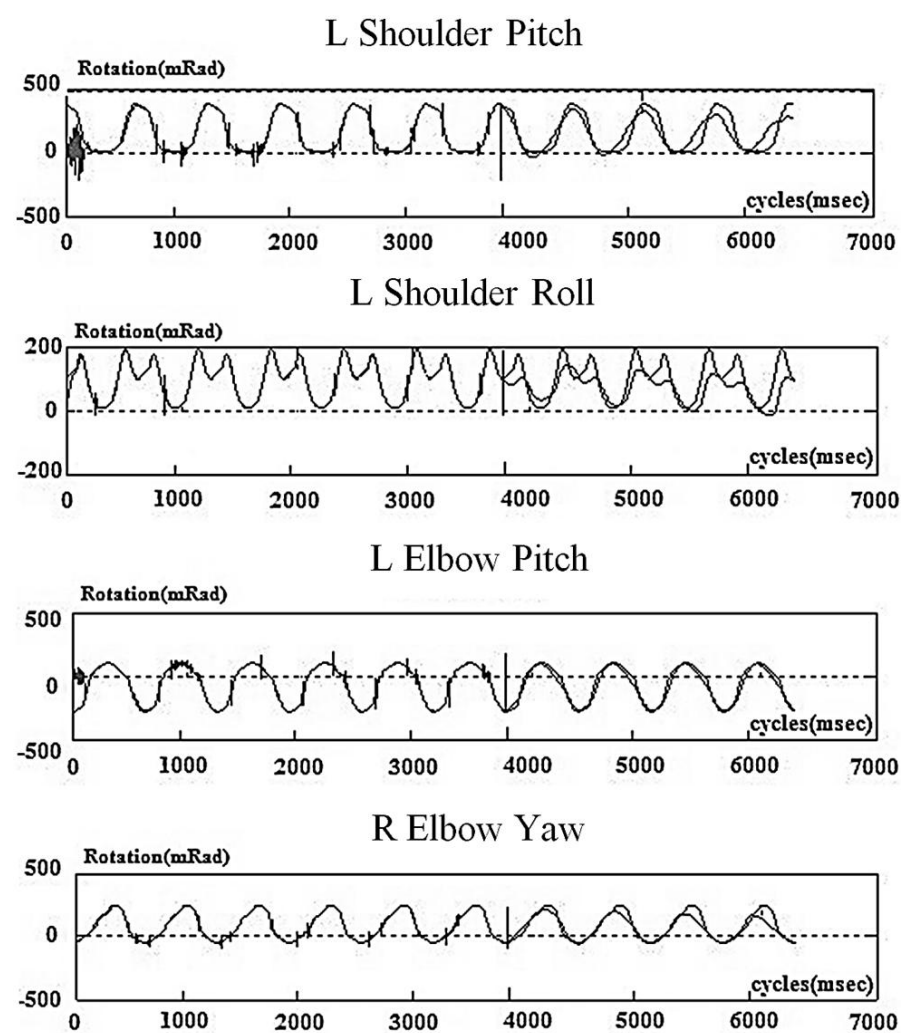 L Shoulder Pitch
Rotation(mRad)
500
0
-500
cycles(msec)
0 1000 2000 3000 4000 5000 6000 7000
L Shoulder Roll
Rotation(mRad)
200
0
-200
cycles(msec)
0 1000 2000 3000 4000 5000 6000 7000
L Elbow Pitch
Rotation(mRad)
500
0
-500
cycles(msec)
0 1000 2000 3000 4000 5000 6000 7000
R Elbow Yaw
Rotation(mRad)
500
0
-500
cycles(msec)
0 1000 2000 3000 4000 5000 6000 7000